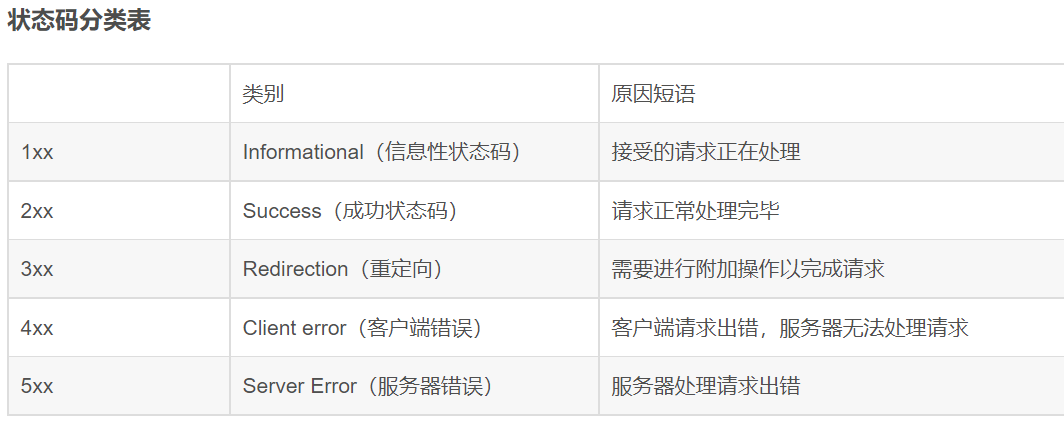 状态码分类表
类别 原因短语
1xx Informational（信息性状态码） 接受的请求正在处理
2xx Success（成功状态码） 请求正常处理完毕
3xx Redirection（重定向） 需要进行附加操作以完成请求
4xx Client error（客户端错误） 客户端请求出错，服务器无法处理请求
5xx Server Error（服务器错误） 服务器处理请求出错